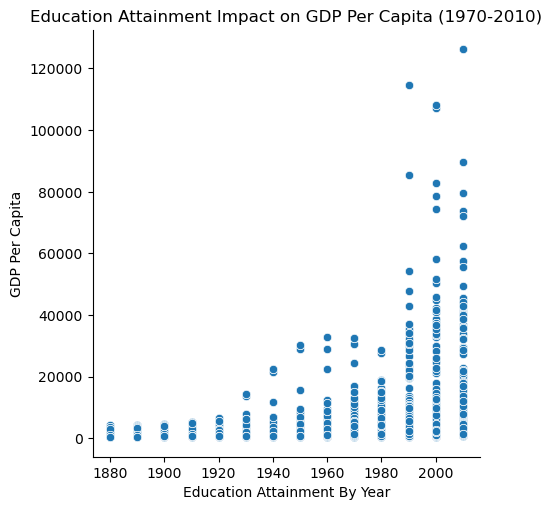 Education Attainment Impact on GDP Per Capita (1970-2010)
GDP Per Capita
120000
100000
80000
60000
40000
20000
0
1880 1900 1920 1940 1960 1980 2000
Education Attainment By Year